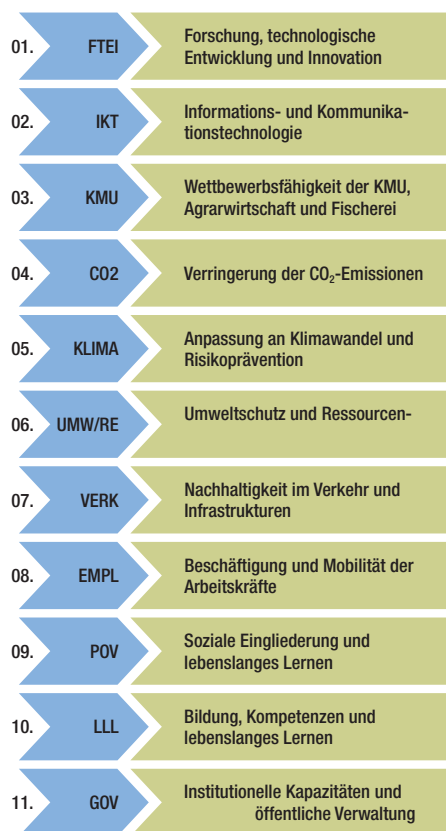 01. FTEI Forschung, technologische
Entwicklung und Innovation
02. IKT Informations- und Kommunika-
tionstechnologie
03. KMU Wettbewerbsfähigkeit der KMU,
Agrarwirtschaft und Fischerei
04. CO2 Verringerung der CO₂-Emissionen
05. KLIMA Anpassung an Klimawandel und
Risikoprävention
06. UMW/RE Umweltschutz und Ressourcen-
07. VERK Nachhaltigkeit im Verkehr und
Infrastrukturen
08. EMPL Beschäftigung und Mobilität der
Arbeitskräfte
09. POV Soziale Eingliederung und
lebenslanges Lernen
10. LLL Bildung, Kompetenzen und
lebenslanges Lernen
11. GOV Institutionelle Kapazitäten und
öffentliche Verwaltung